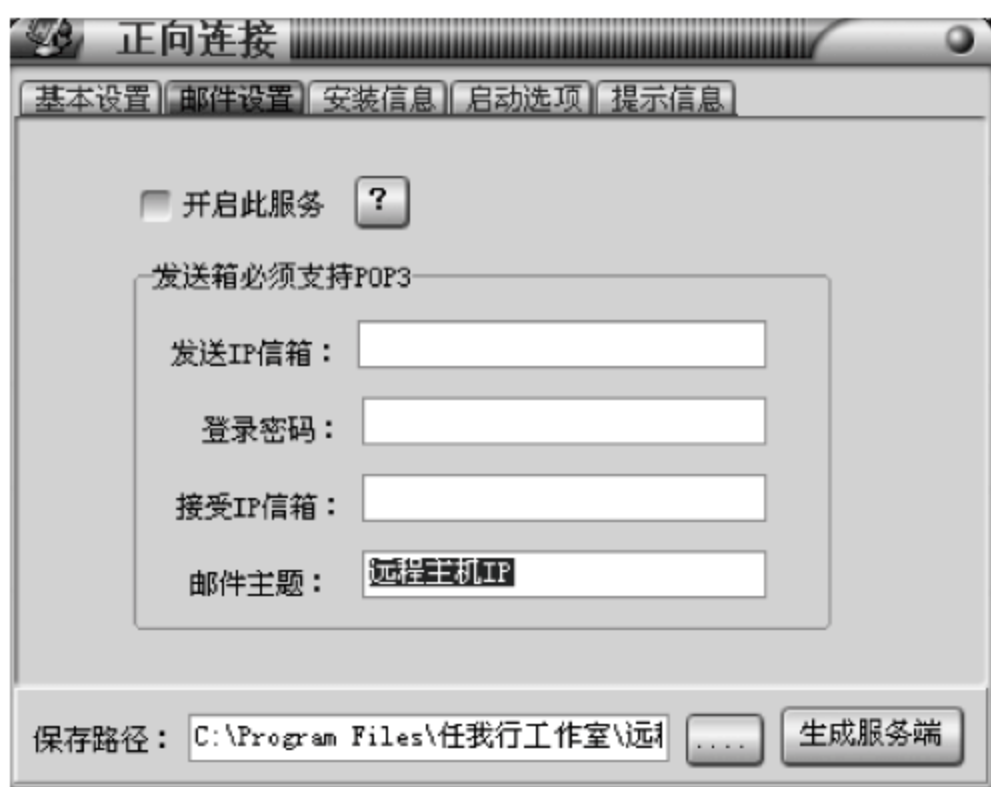 正向连接
基本设置 邮件设置 安装信息 启动选项 提示信息
开启此服务 ?
发送箱必须支持POP3
发送IP信箱：
登录密码：
接受IP信箱：
邮件主题： 远程主机IP
保存路径： C:\Program Files\任我行工作室\远 .... 生成服务端